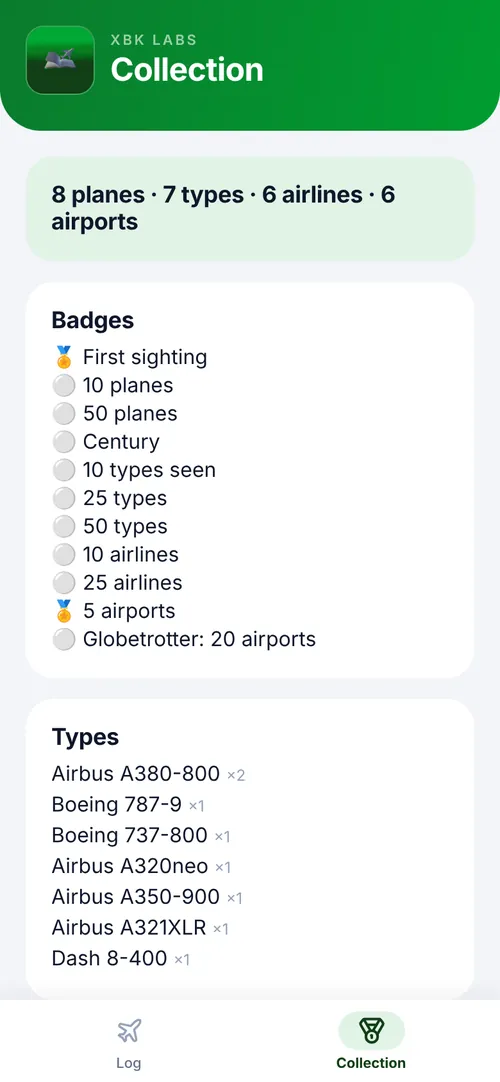 XBK LABS
Collection
8 planes · 7 types · 6 airlines · 6
airports
Badges
First sighting
10 planes
50 planes
Century
10 types seen
25 types
50 types
10 airlines
25 airlines
5 airports
Globetrotter: 20 airports
Types
Airbus A380-800 ×2
Boeing 787-9 ×1
Boeing 737-800 ×1
Airbus A320neo ×1
Airbus A350-900 ×1
Airbus A321XLR ×1
Dash 8-400 ×1
Log
Collection